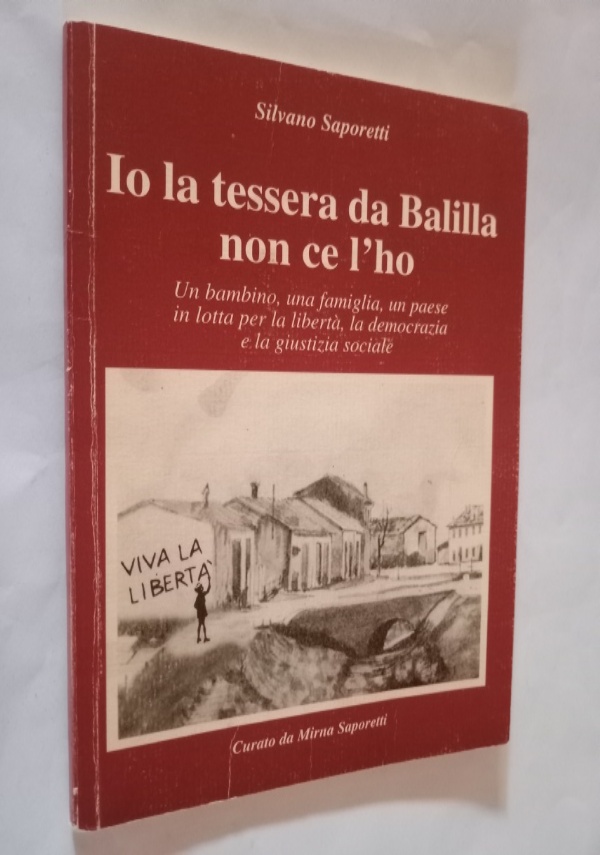 Silvano Saporetti
Io la tessera da Balilla
non ce l'ho
Un bambino, una famiglia, un paese
in lotta per la libertà, la democrazia
e la giustizia sociale
VIVA LA
LIBERTÀ
Curato da Mirna Saporetti